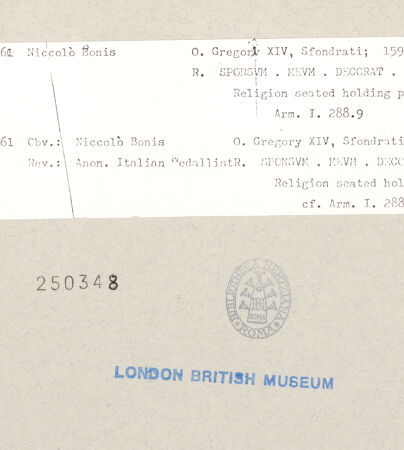 61 Niccolò Bonis O. Gregory XIV, Sfondrati; 159
R. SPONSVM . MEVM . DECORAT .
Religion seated holding p
Arm. I. 288.9
61 Obv.: Niccolò Bonis O. Gregory XIV, Sfondrati
Rev.: Anon. Italian Medallist R. SPONSVM . MEVM . DECO
Religion seated hol
cf. Arm. I. 288
250348
BIBLIOTHECA HERTZIANA
ROMA
ROMA
LONDON BRITISH MUSEUM